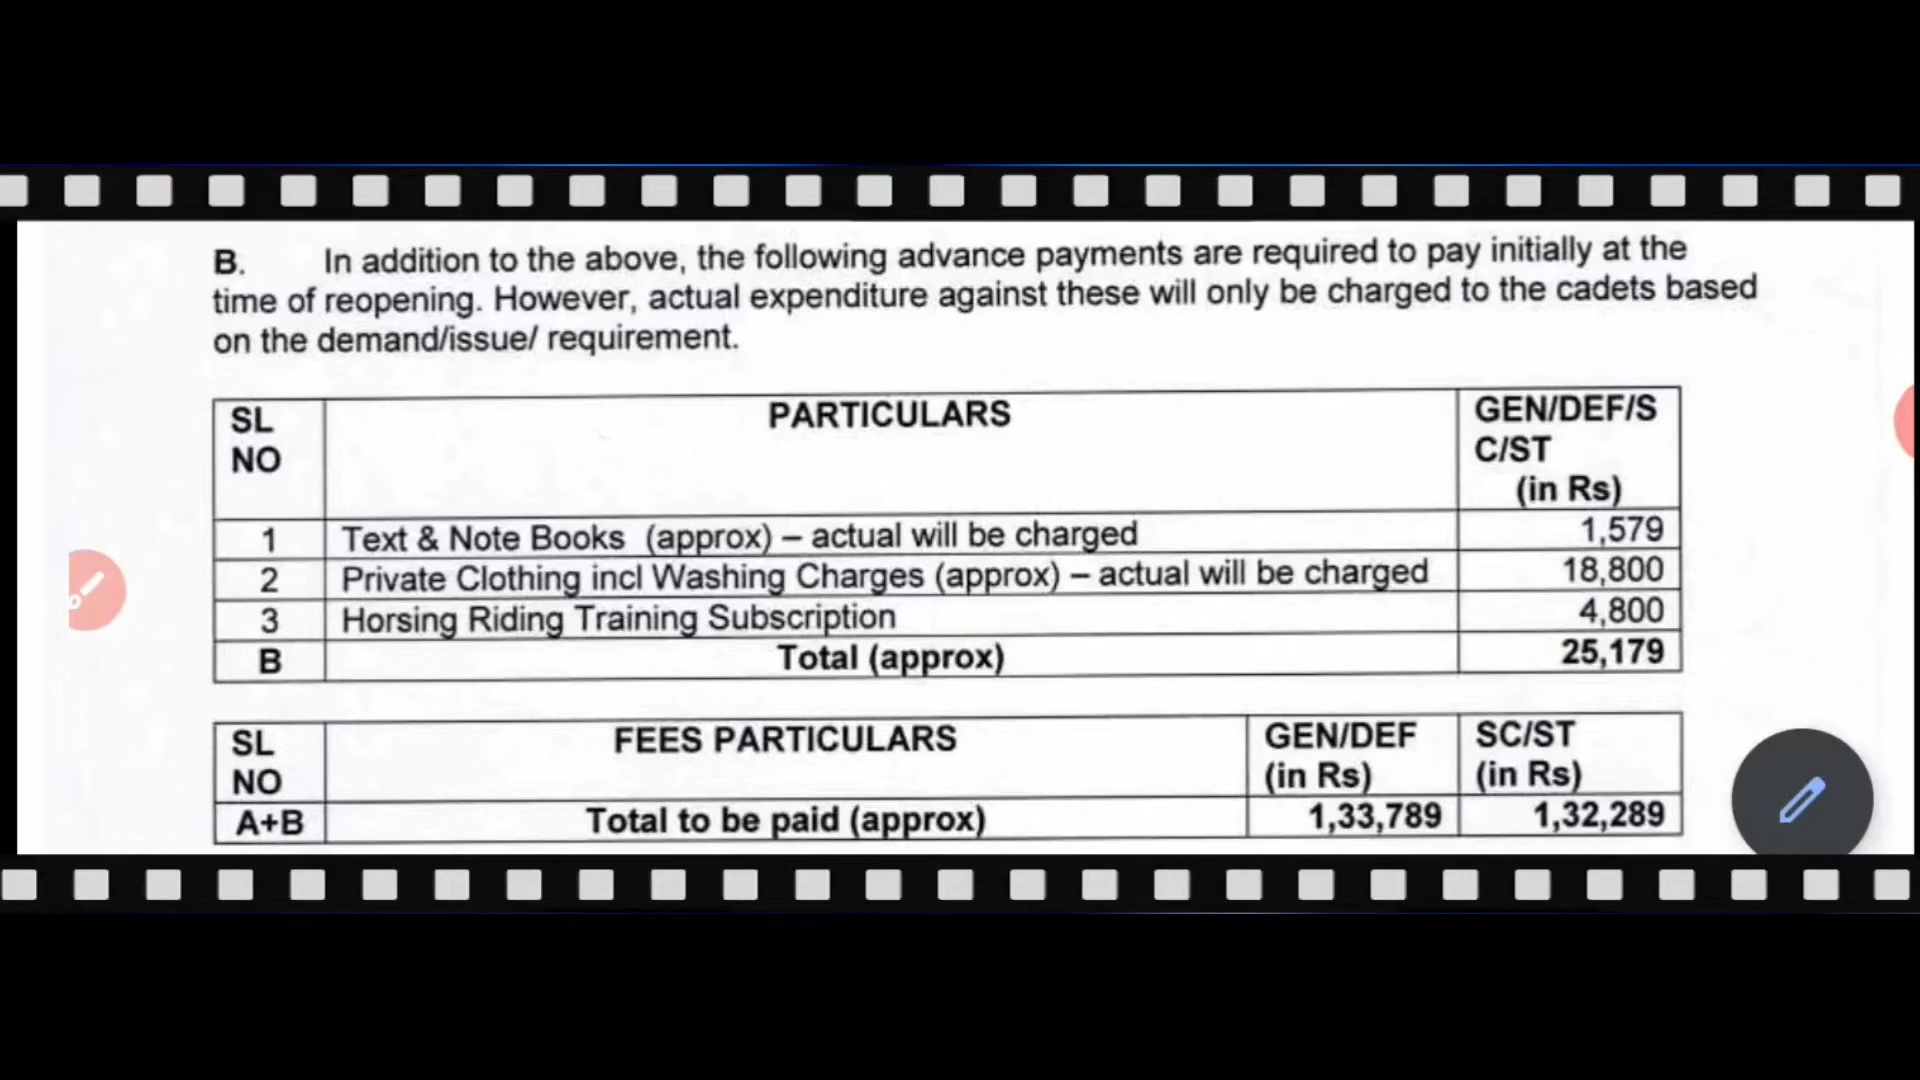 B. In addition to the above, the following advance payments are required to pay initially at the
time of reopening. However, actual expenditure against these will only be charged to the cadets based
on the demand/issue/ requirement.
SL NO PARTICULARS GEN/DEF/S C/ST (in Rs)
1 Text & Note Books (approx) – actual will be charged 1,579
2 Private Clothing incl Washing Charges (approx) – actual will be charged 18,800
3 Horsing Riding Training Subscription 4,800
B Total (approx) 25,179
SL NO FEES PARTICULARS GEN/DEF (in Rs) SC/ST (in Rs)
A+B Total to be paid (approx) 1,33,789 1,32,289